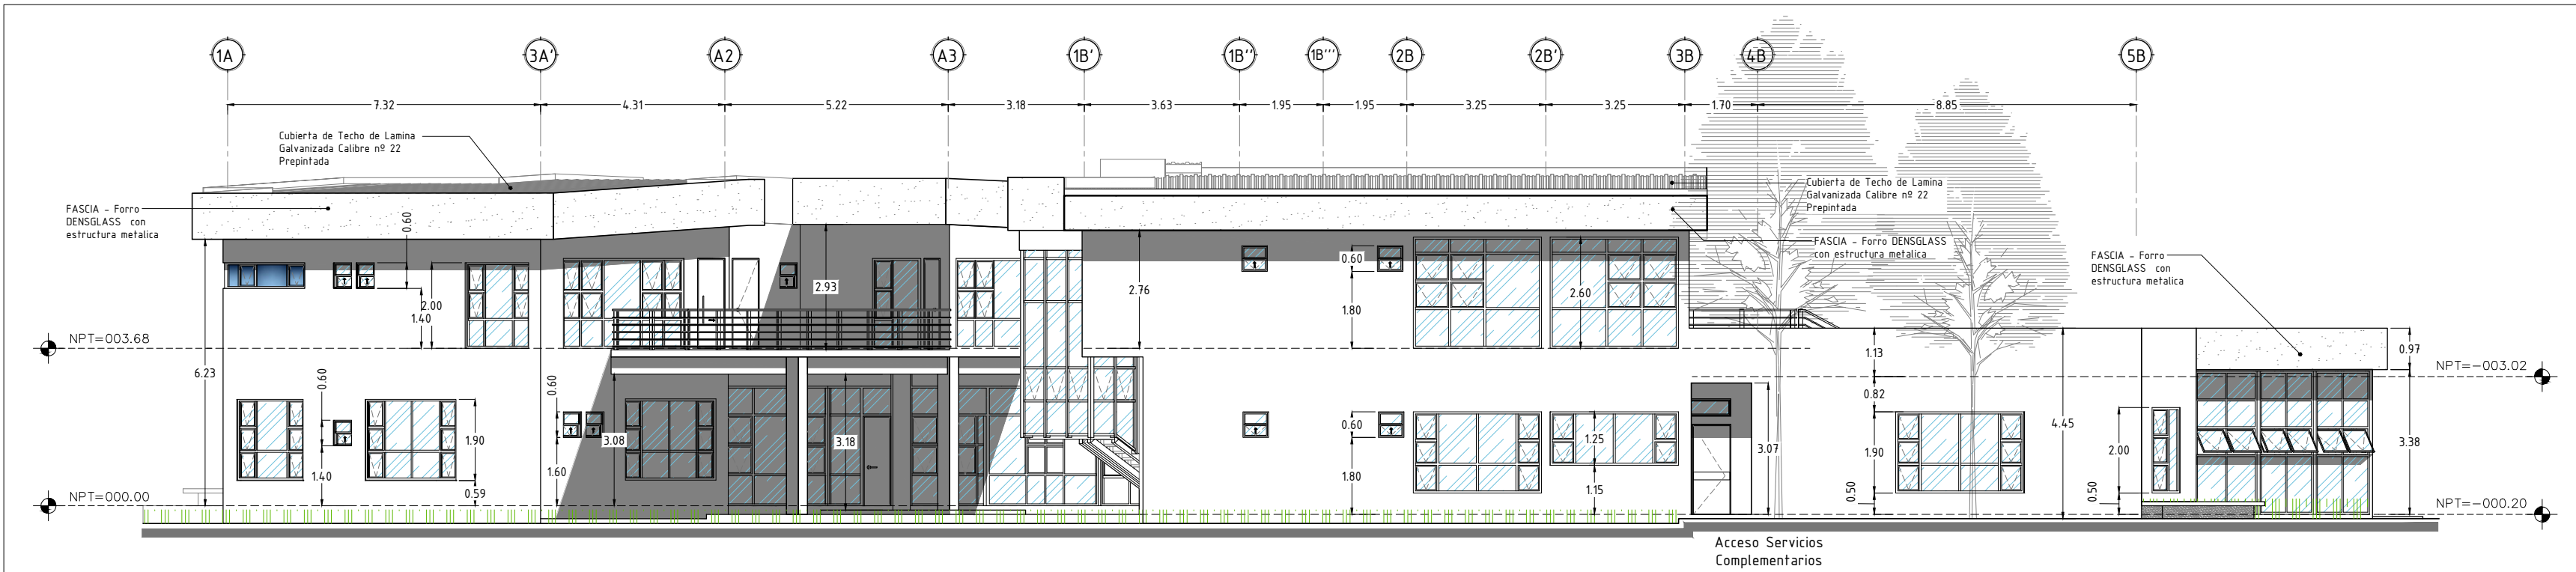 1A 3A' A2 A3 1B' 1B'' 1B''' 2B 2B' 3B 4B 5B
7.32 4.31 5.22 3.18 3.63 1.95 1.95 3.25 3.25 1.70 8.85
Cubierta de Techo de Lamina
Galvanizada Calibre nº 22
Prepintada
FASCIA - Forro
DENSGLASS con
estructura metalica
Cubierta de Techo de Lamina
Galvanizada Calibre nº 22
Prepintada
FASCIA - Forro DENSGLASS
con estructura metalica
FASCIA - Forro
DENSGLASS con
estructura metalica
0.60
2.00
1.40
2.93
2.76
0.60
1.80
2.60
NPT=003.68
6.23
0.60
1.40
1.90
0.59
0.60
1.60
3.08
3.18
0.60
1.80
1.25
1.15
3.07
1.13
0.82
1.90
0.50
4.45
2.00
0.50
0.97
3.38
NPT=-003.02
NPT=000.00
NPT=-000.20
Acceso Servicios
Complementarios